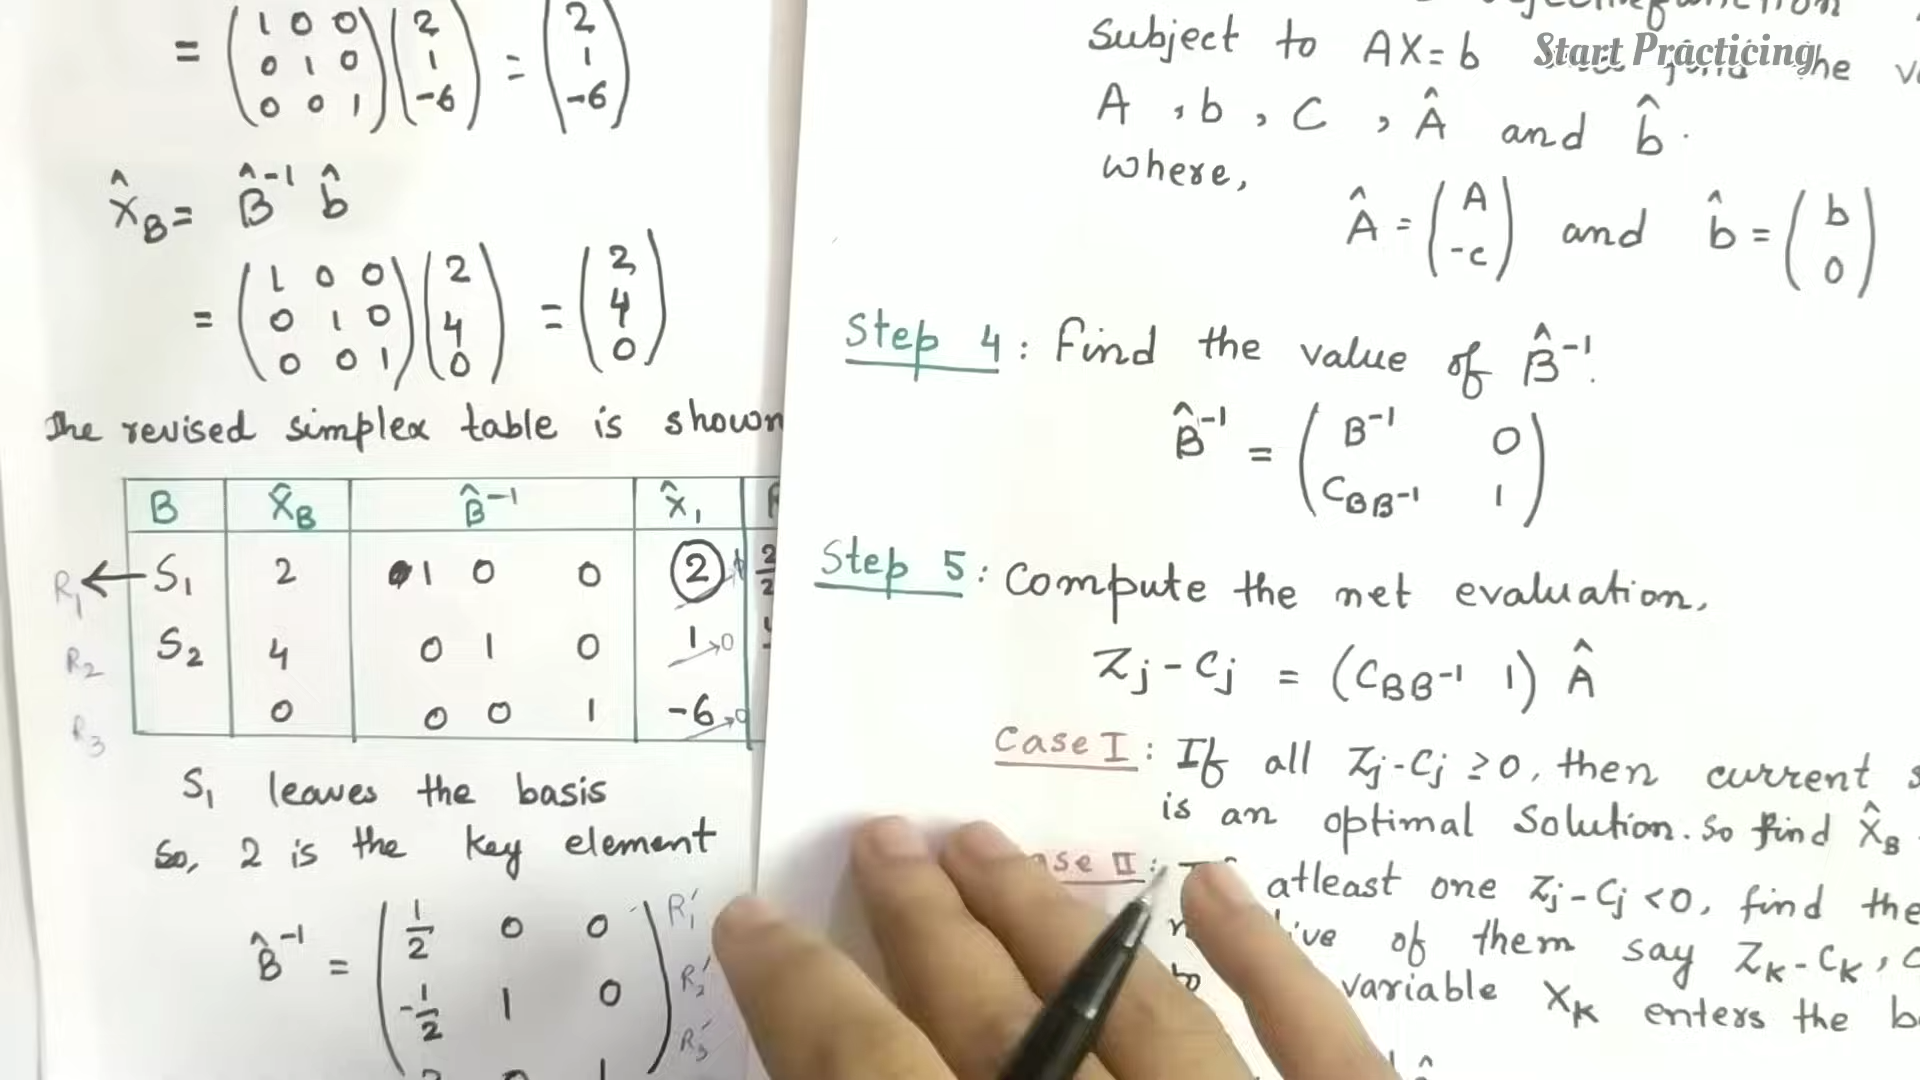 = (1 0 0 / 0 1 0 / 0 0 1) (2 / 1 / -6) = (2 / 1 / -6)
X̂B = B̂⁻¹ b̂
= (1 0 0 / 0 1 0 / 0 0 1) (2 / 4 / 0) = (2 / 4 / 0)
The revised simplex table is shown
B X̂B B̂⁻¹ X̂₁
R₁ ← S₁ 2 1 0 0 2 2/2
R₂ S₂ 4 0 1 0 1 → 0
R₃ 0 0 0 1 -6 → 0
S₁ leaves the basis
So, 2 is the key element
B̂⁻¹ = (1/2 0 0 / -1/2 1 0 /
R₁′
R₂′
R₃′
Start Practicing
Subject to AX = b the
A , b , C , Â and b̂ .
where,
Â = (A / -c) and b̂ = (b / 0)
Step 4 : Find the value of B̂⁻¹.
B̂⁻¹ = (B⁻¹ 0 / CBB⁻¹ 1)
Step 5 : Compute the net evaluation,
Zj - Cj = (CBB⁻¹ 1) Â
Case I : If all Zj - Cj ≥ 0, then current
is an optimal Solution. So find X̂B
II : atleast one Zj - Cj < 0, find the
of them say ZK - CK ,
variable XK enters the